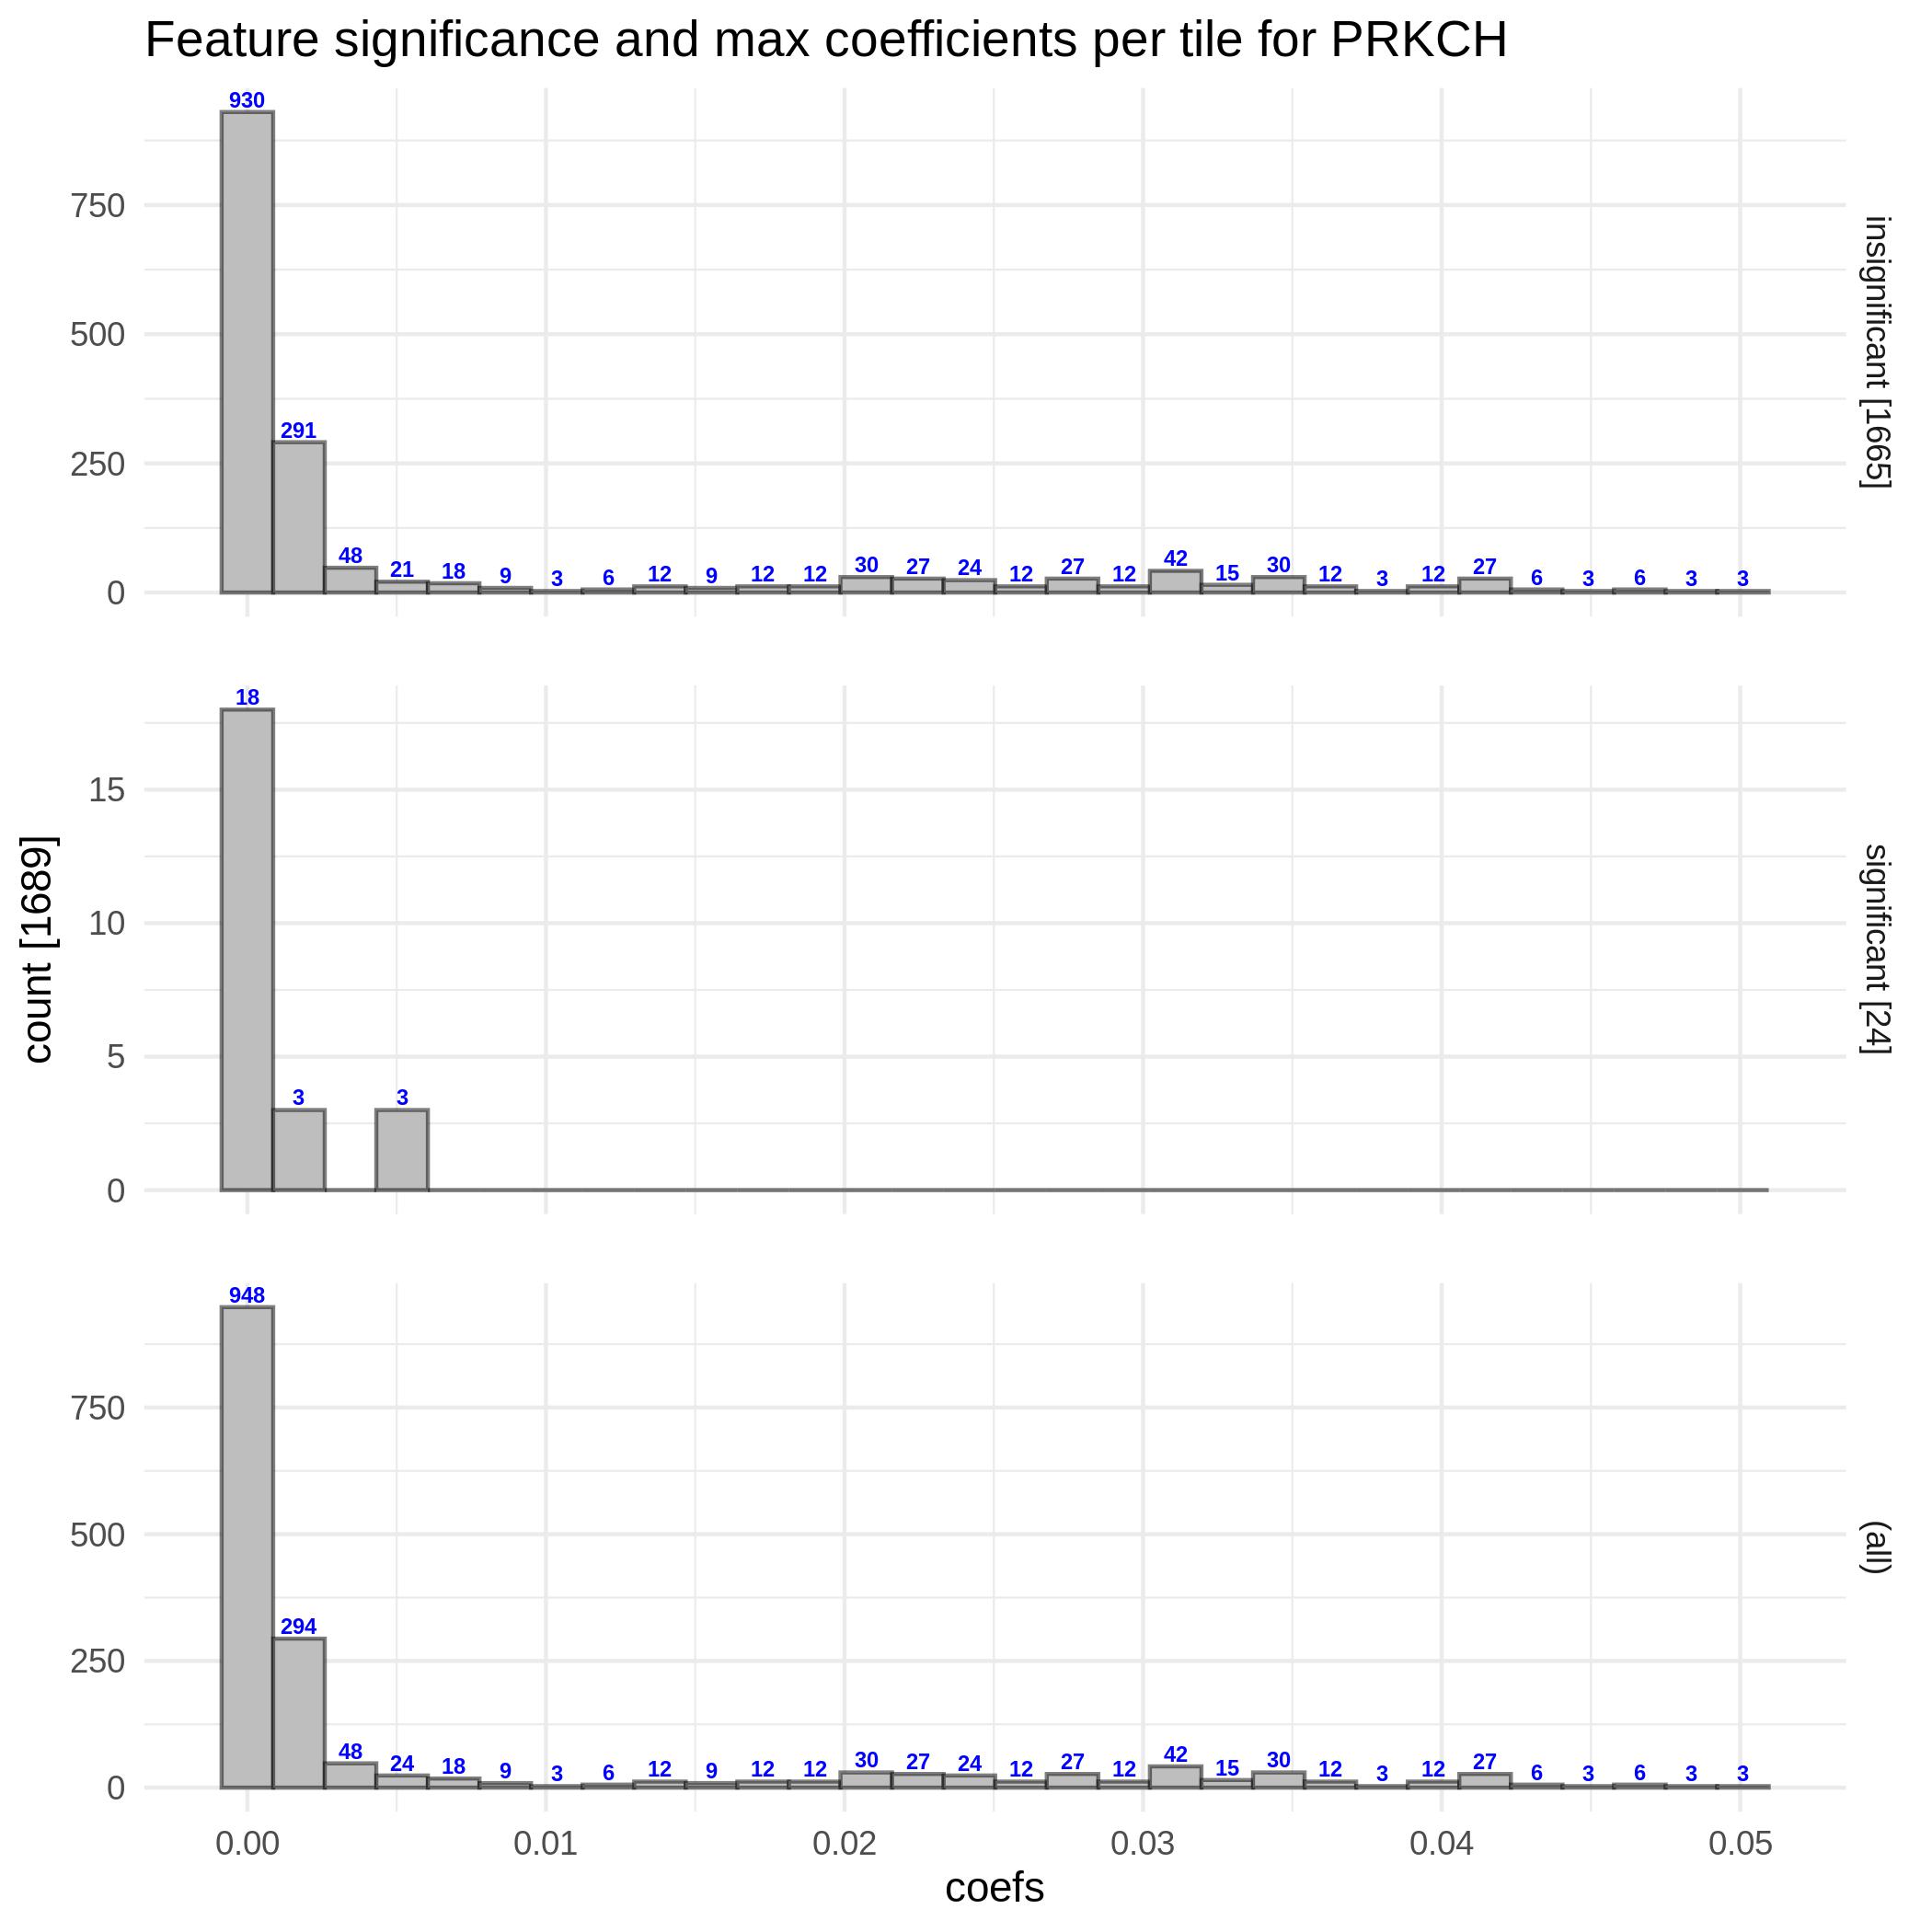 Feature significance and max coefficients per tile for PRKCH
930
750
500
291
250
48 21 18 9 3 6 12 9 12 12 30 27 24 12 27 12 42 15 30 12 3 12 27 6 3 6 3 3
0
insignificant [1665]
18
15
10
5
3 3
0
significant [24]
count [1689]
948
750
500
294
250
48 24 18 9 3 6 12 9 12 12 30 27 24 12 27 12 42 15 30 12 3 12 27 6 3 6 3 3
0
(all)
0.00 0.01 0.02 0.03 0.04 0.05
coefs